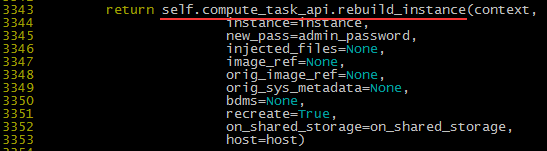 3343        return self.compute_task_api.rebuild_instance(context,
3344                       instance=instance,
3345                       new_pass=admin_password,
3346                       injected_files=None,
3347                       image_ref=None,
3348                       orig_image_ref=None,
3349                       orig_sys_metadata=None,
3350                       bdms=None,
3351                       recreate=True,
3352                       on_shared_storage=on_shared_storage,
3353                       host=host)